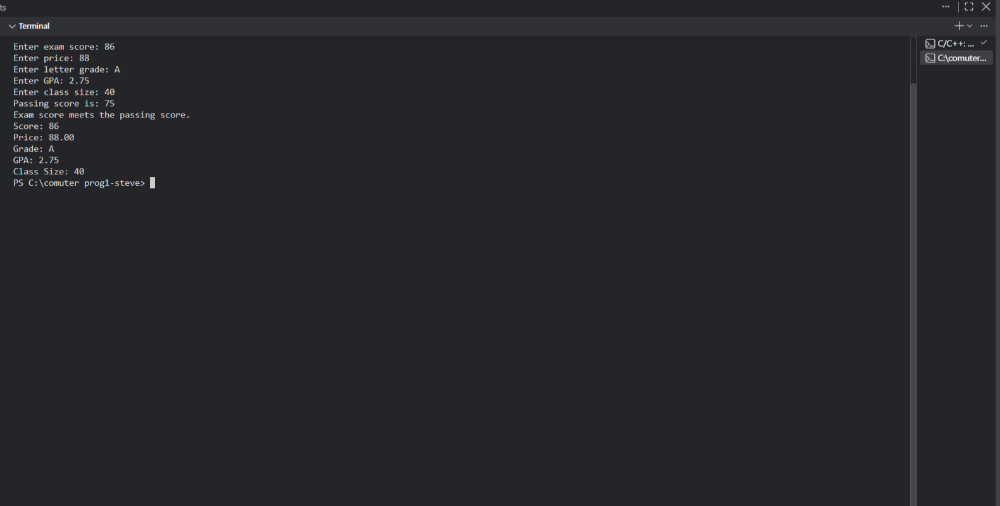 ts
Terminal
Enter exam score: 86
Enter price: 88
Enter letter grade: A
Enter GPA: 2.75
Enter class size: 40
Passing score is: 75
Exam score meets the passing score.
Score: 86
Price: 88.00
Grade: A
GPA: 2.75
Class Size: 40
PS C:\comuter prog1-steve>
C/C++: ...
C:\comuter...